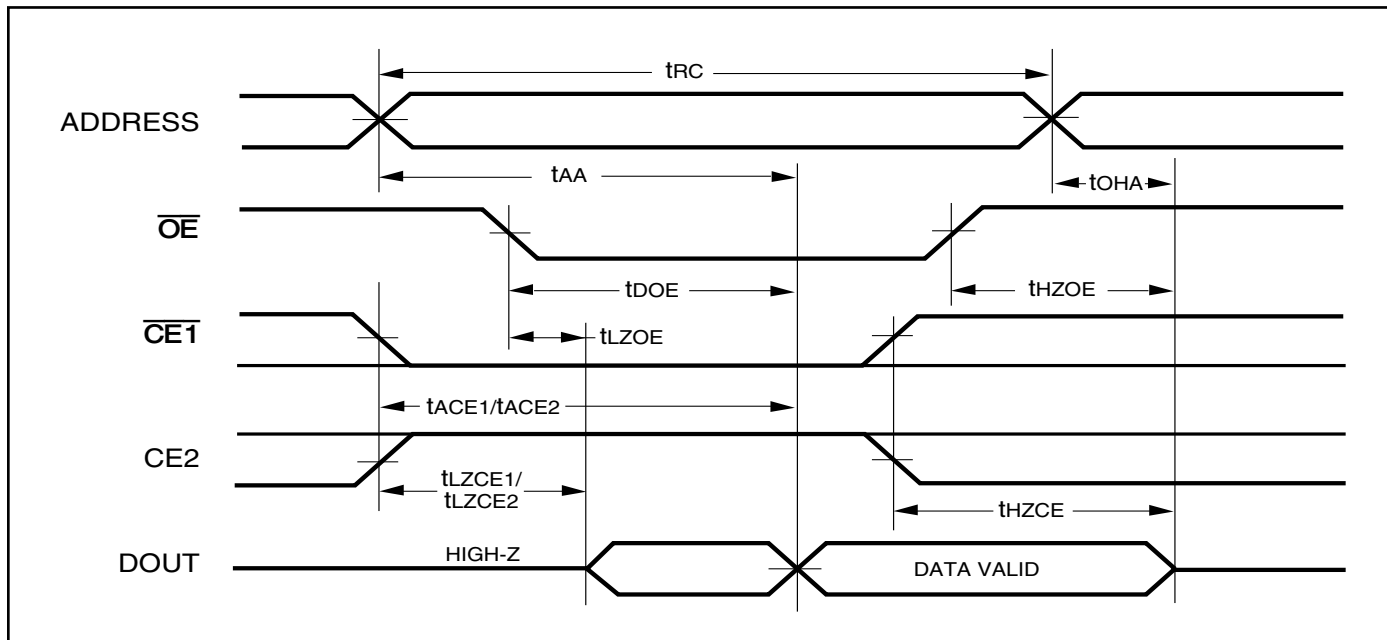 tRC
ADDRESS
tAA
tOHA
OE
tDOE
tHZOE
CE1
tLZOE
tACE1/tACE2
CE2
tLZCE1/
tLZCE2
tHZCE
DOUT
HIGH-Z
DATA VALID